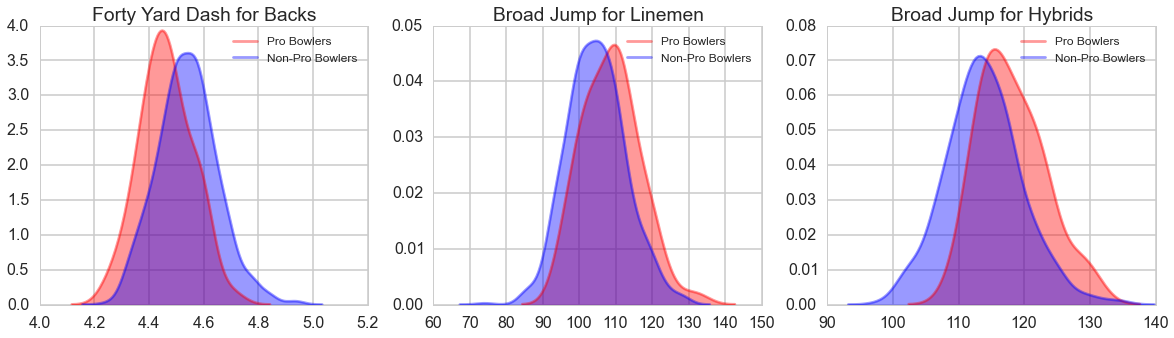 Forty Yard Dash for Backs
4.0
3.5
3.0
2.5
2.0
1.5
1.0
0.5
0.0
4.0 4.2 4.4 4.6 4.8 5.0 5.2
Pro Bowlers
Non-Pro Bowlers
Broad Jump for Linemen
0.05
0.04
0.03
0.02
0.01
0.00
60 70 80 90 100 110 120 130 140 150
Pro Bowlers
Non-Pro Bowlers
Broad Jump for Hybrids
0.08
0.07
0.06
0.05
0.04
0.03
0.02
0.01
0.00
90 100 110 120 130 140
Pro Bowlers
Non-Pro Bowlers